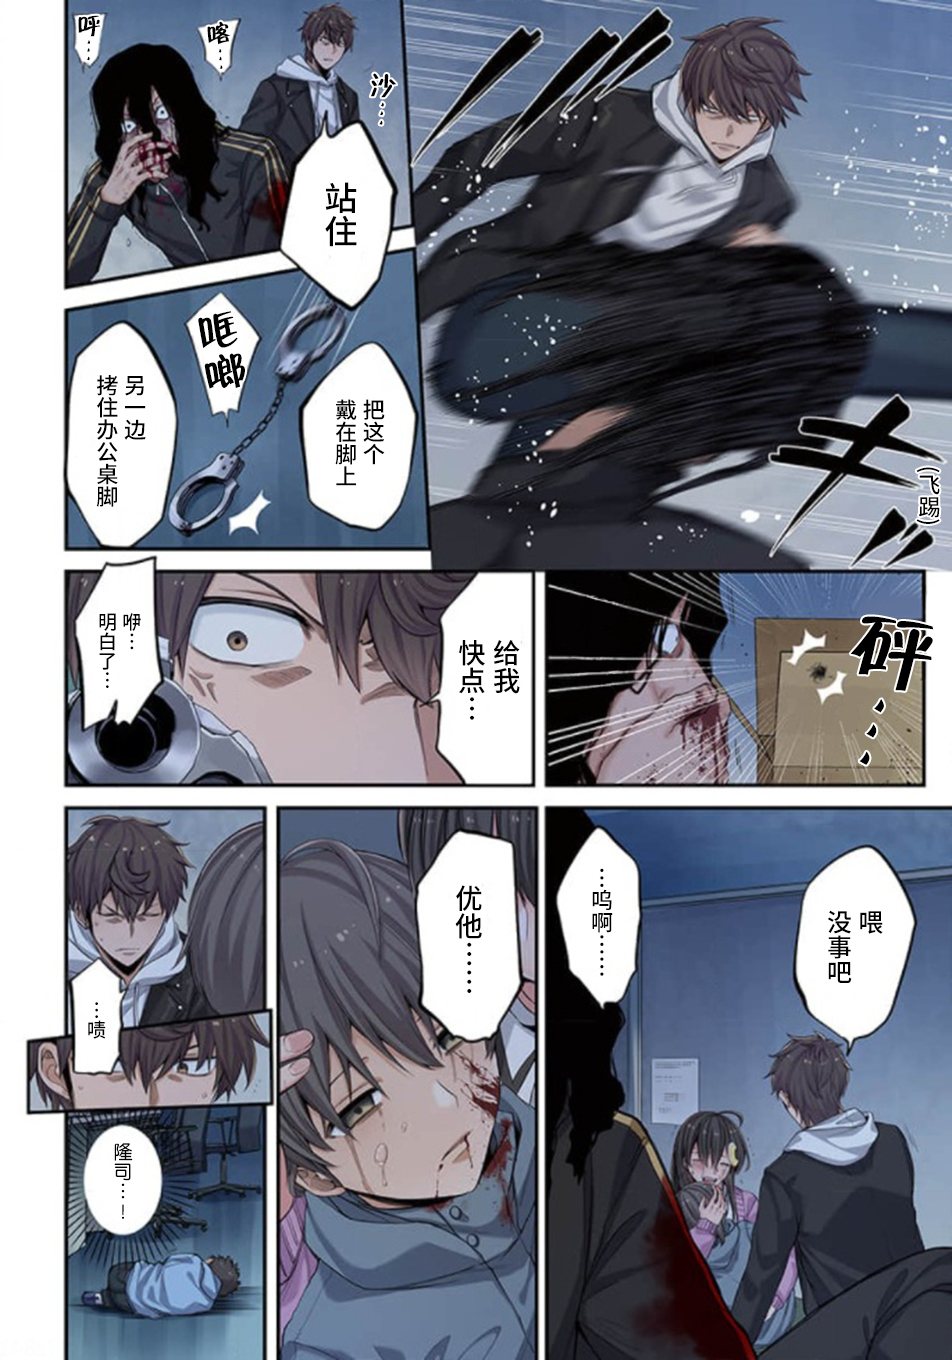 (飞踢)
沙…
喀…
呼…
站住
把这个
戴在脚上
哐
啷
另一边
拷住办公桌脚
砰…
给我
快点…
咿…
明白了…
喂
没事吧
…呜啊……
优他……
…啧
隆司…!